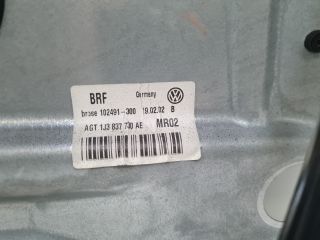 BRF Germany
brose 102491-300 19.02.02 8
AGT 1J3 837 730 AE MR02